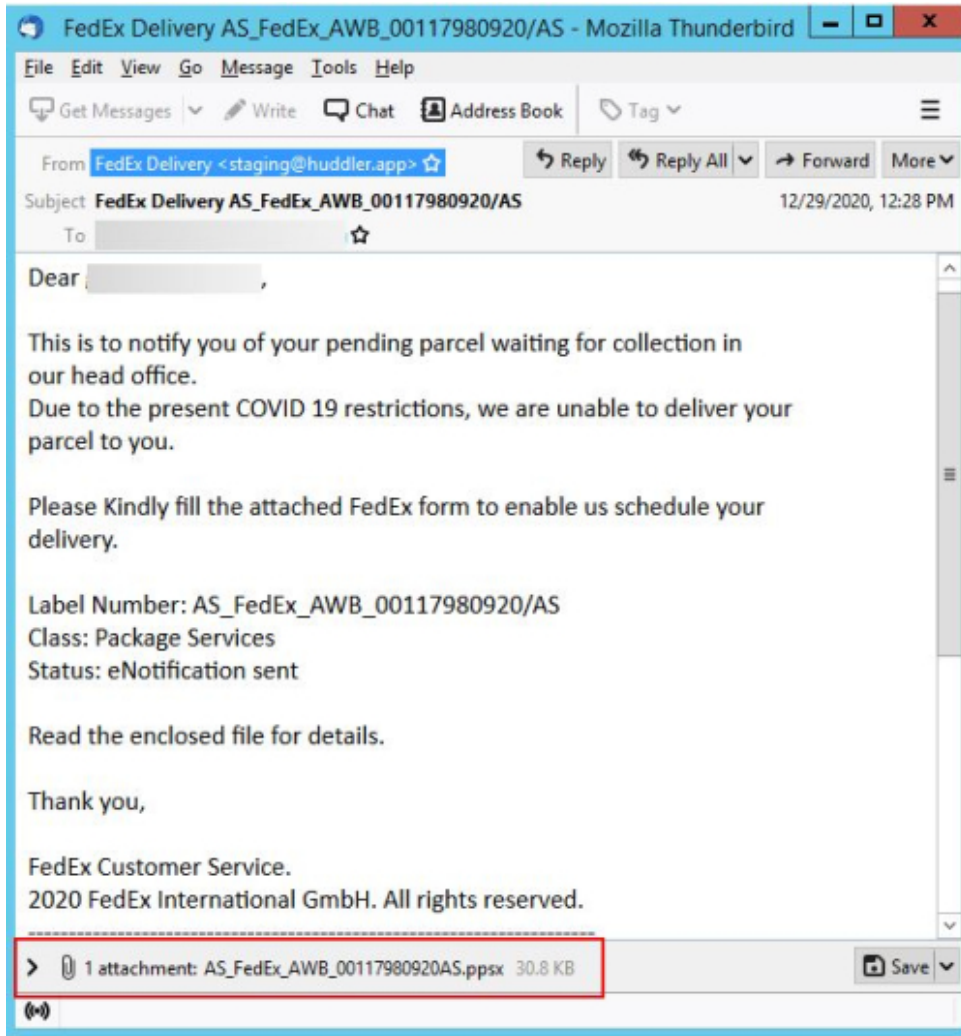 FedEx Delivery AS_FedEx_AWB_00117980920/AS - Mozilla Thunderbird
File Edit View Go Message Tools Help
Get Messages Write Chat Address Book Tag
From FedEx Delivery <staging@huddler.app> Reply Reply All Forward More
Subject FedEx Delivery AS_FedEx_AWB_00117980920/AS 12/29/2020, 12:28 PM
To
Dear ,
This is to notify you of your pending parcel waiting for collection in
our head office.
Due to the present COVID 19 restrictions, we are unable to deliver your
parcel to you.
Please Kindly fill the attached FedEx form to enable us schedule your
delivery.
Label Number: AS_FedEx_AWB_00117980920/AS
Class: Package Services
Status: eNotification sent
Read the enclosed file for details.
Thank you,
FedEx Customer Service.
2020 FedEx International GmbH. All rights reserved.
--------------------------------------------------------------------
1 attachment: AS_FedEx_AWB_00117980920AS.ppsx 30.8 KB Save